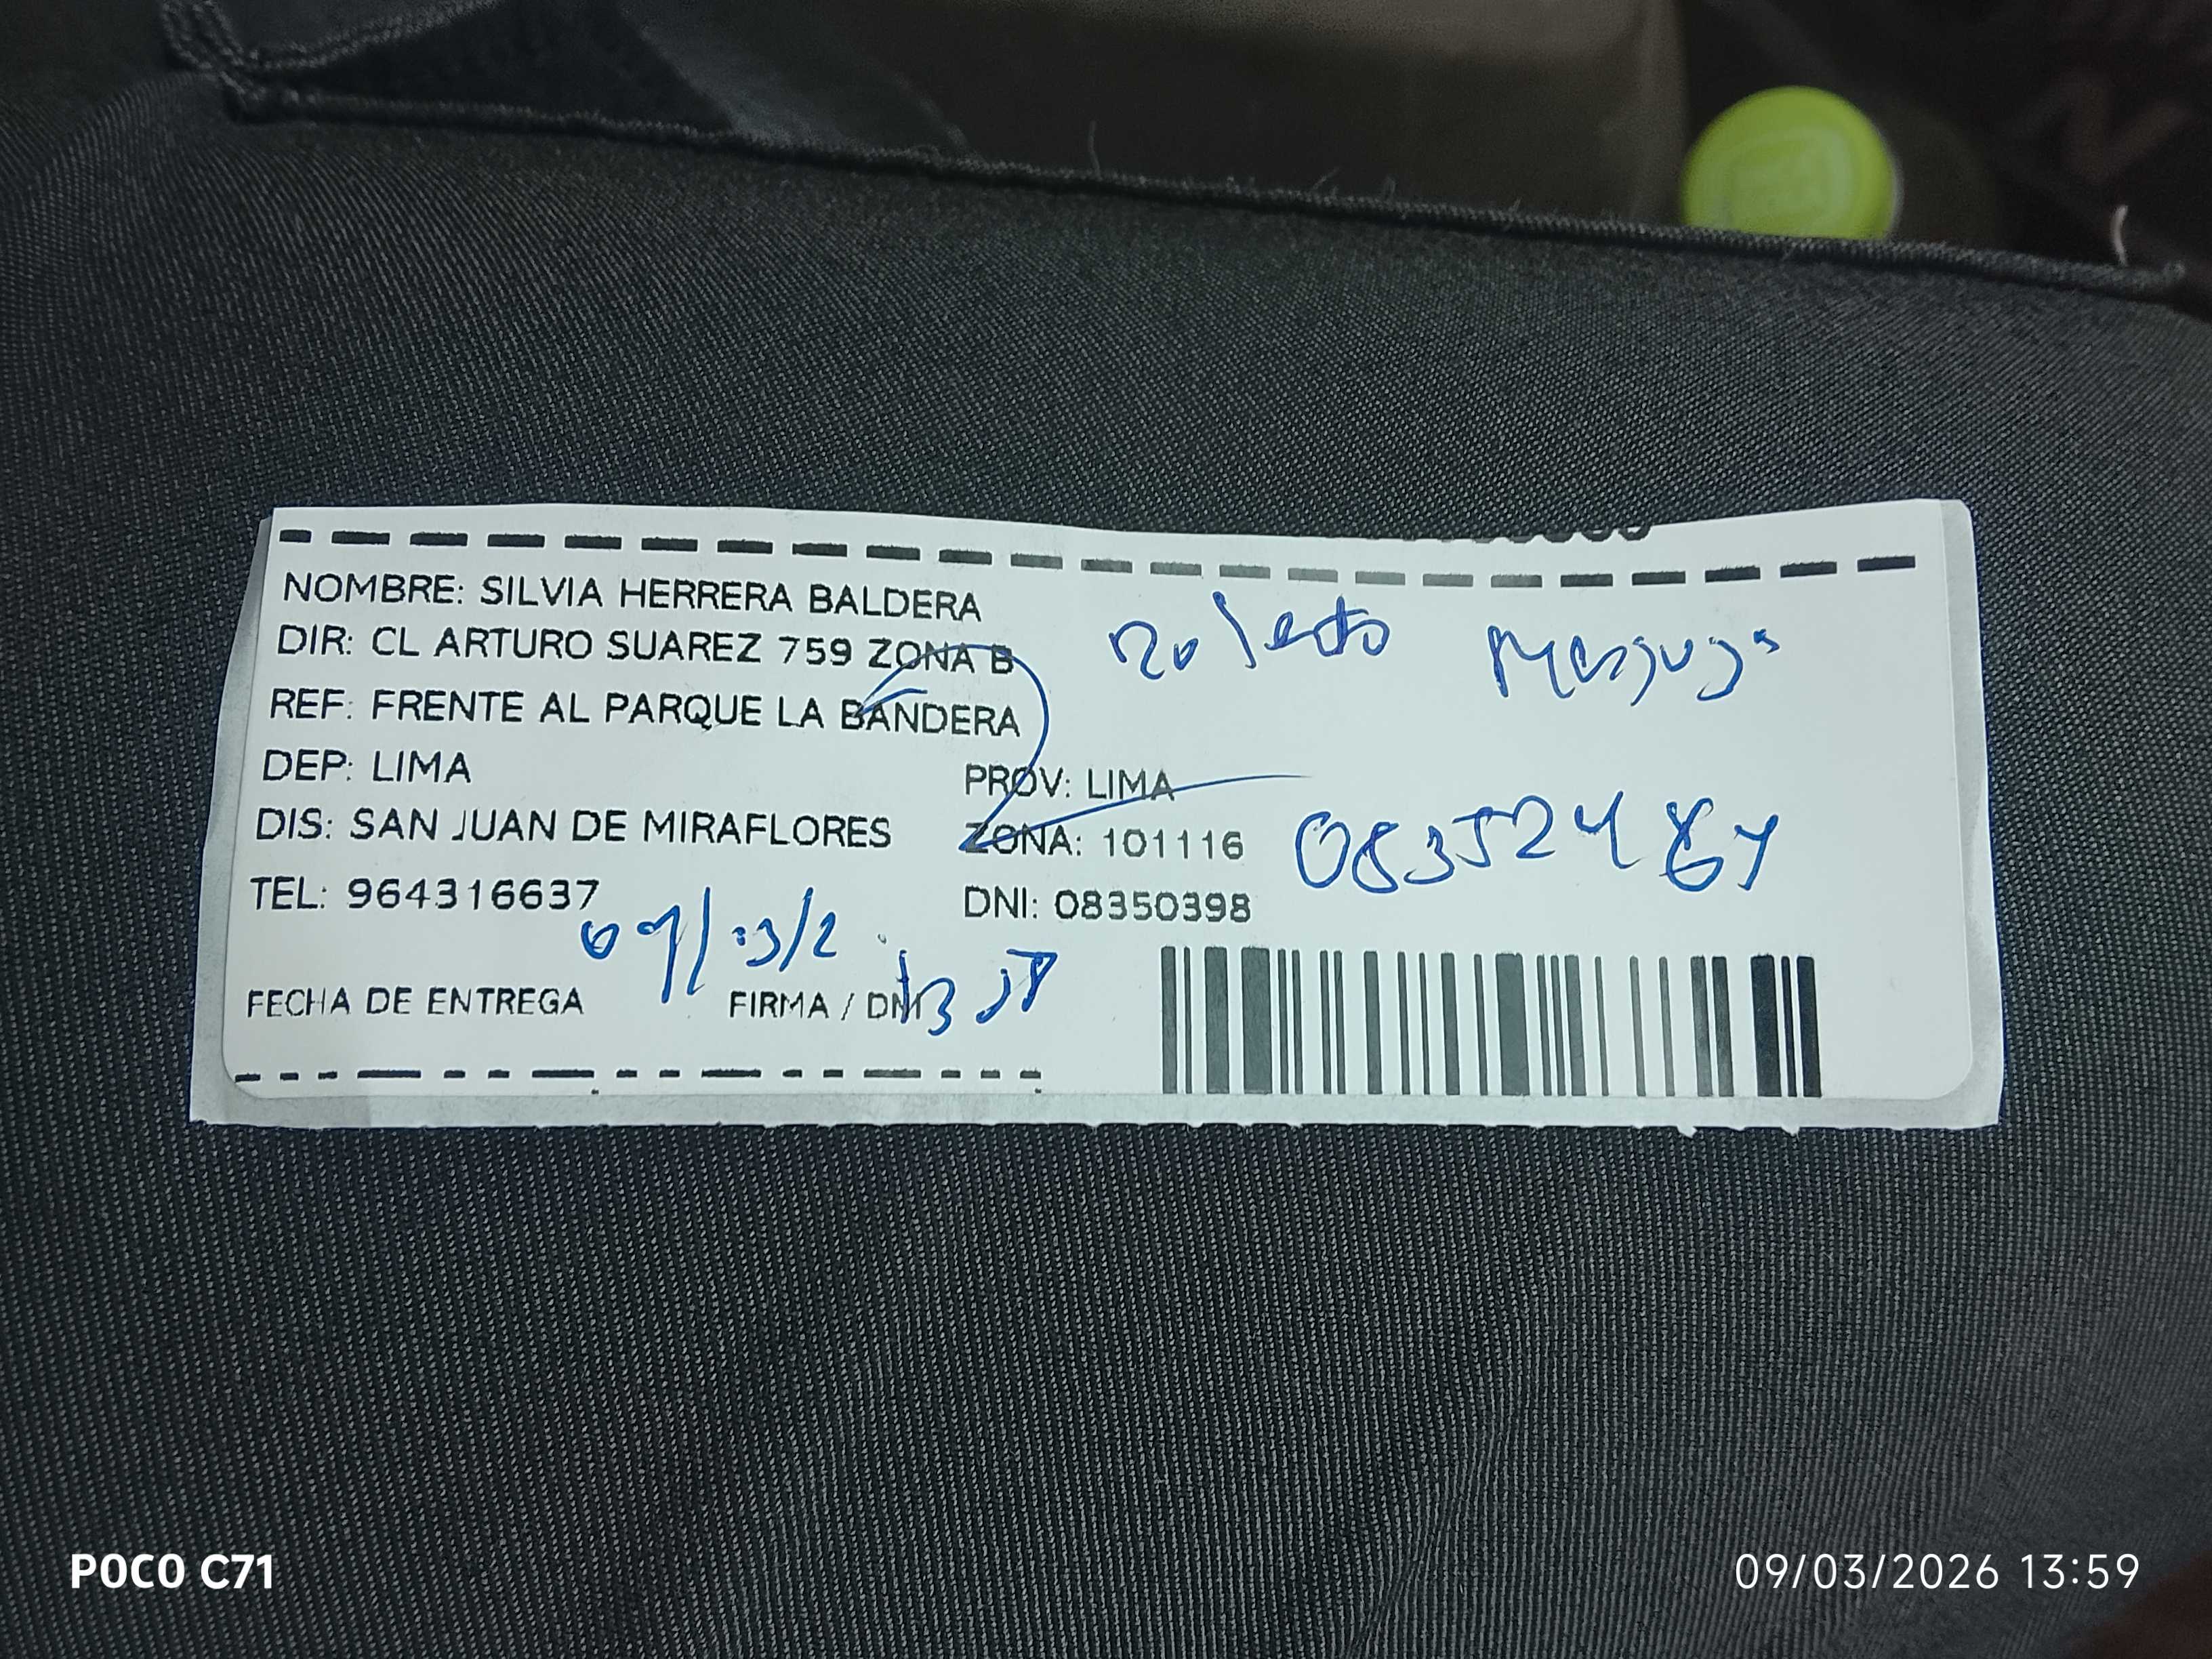 NOMBRE: SILVIA HERRERA BALDERA
DIR: CL ARTURO SUAREZ 759 ZONA B
REF: FRENTE AL PARQUE LA BANDERA
DEP: LIMA PROV: LIMA
DIS: SAN JUAN DE MIRAFLORES ZONA: 101116
TEL: 964316637 DNI: 08350398
FECHA DE ENTREGA FIRMA / DNI
POCO C71
09/03/2026 13:59